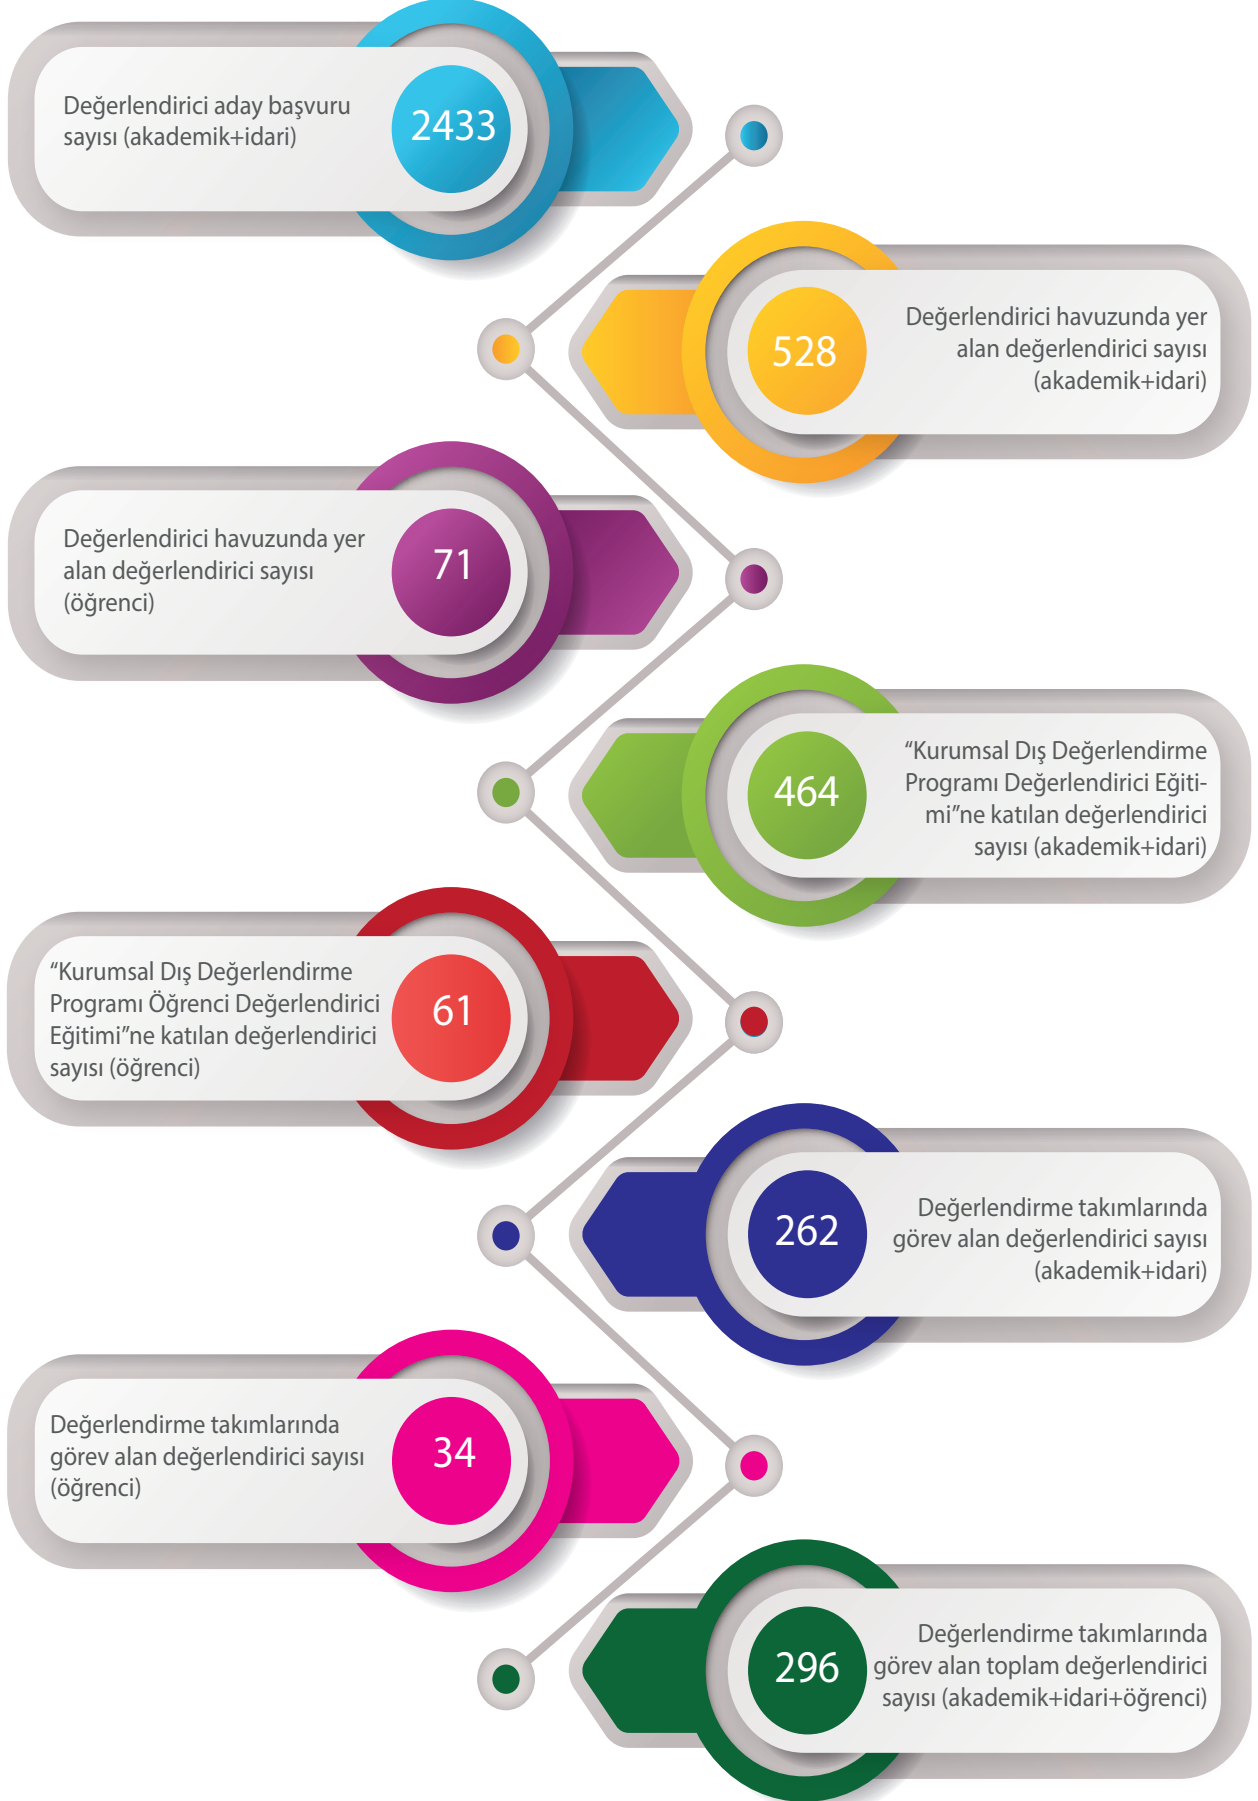 Değerlendirici aday başvuru
sayısı (akademik+idari)
2433
528
Değerlendirici havuzunda yer
alan değerlendirici sayısı
(akademik+idari)
Değerlendirici havuzunda yer
alan değerlendirici sayısı
(öğrenci)
71
464
“Kurumsal Dış Değerlendirme
Programı Değerlendirici Eğiti-
mi”ne katılan değerlendirici
sayısı (akademik+idari)
“Kurumsal Dış Değerlendirme
Programı Öğrenci Değerlendirici
Eğitimi”ne katılan değerlendirici
sayısı (öğrenci)
61
262
Değerlendirme takımlarında
görev alan değerlendirici sayısı
(akademik+idari)
Değerlendirme takımlarında
görev alan değerlendirici sayısı
(öğrenci)
34
296
Değerlendirme takımlarında
görev alan toplam değerlendirici
sayısı (akademik+idari+öğrenci)